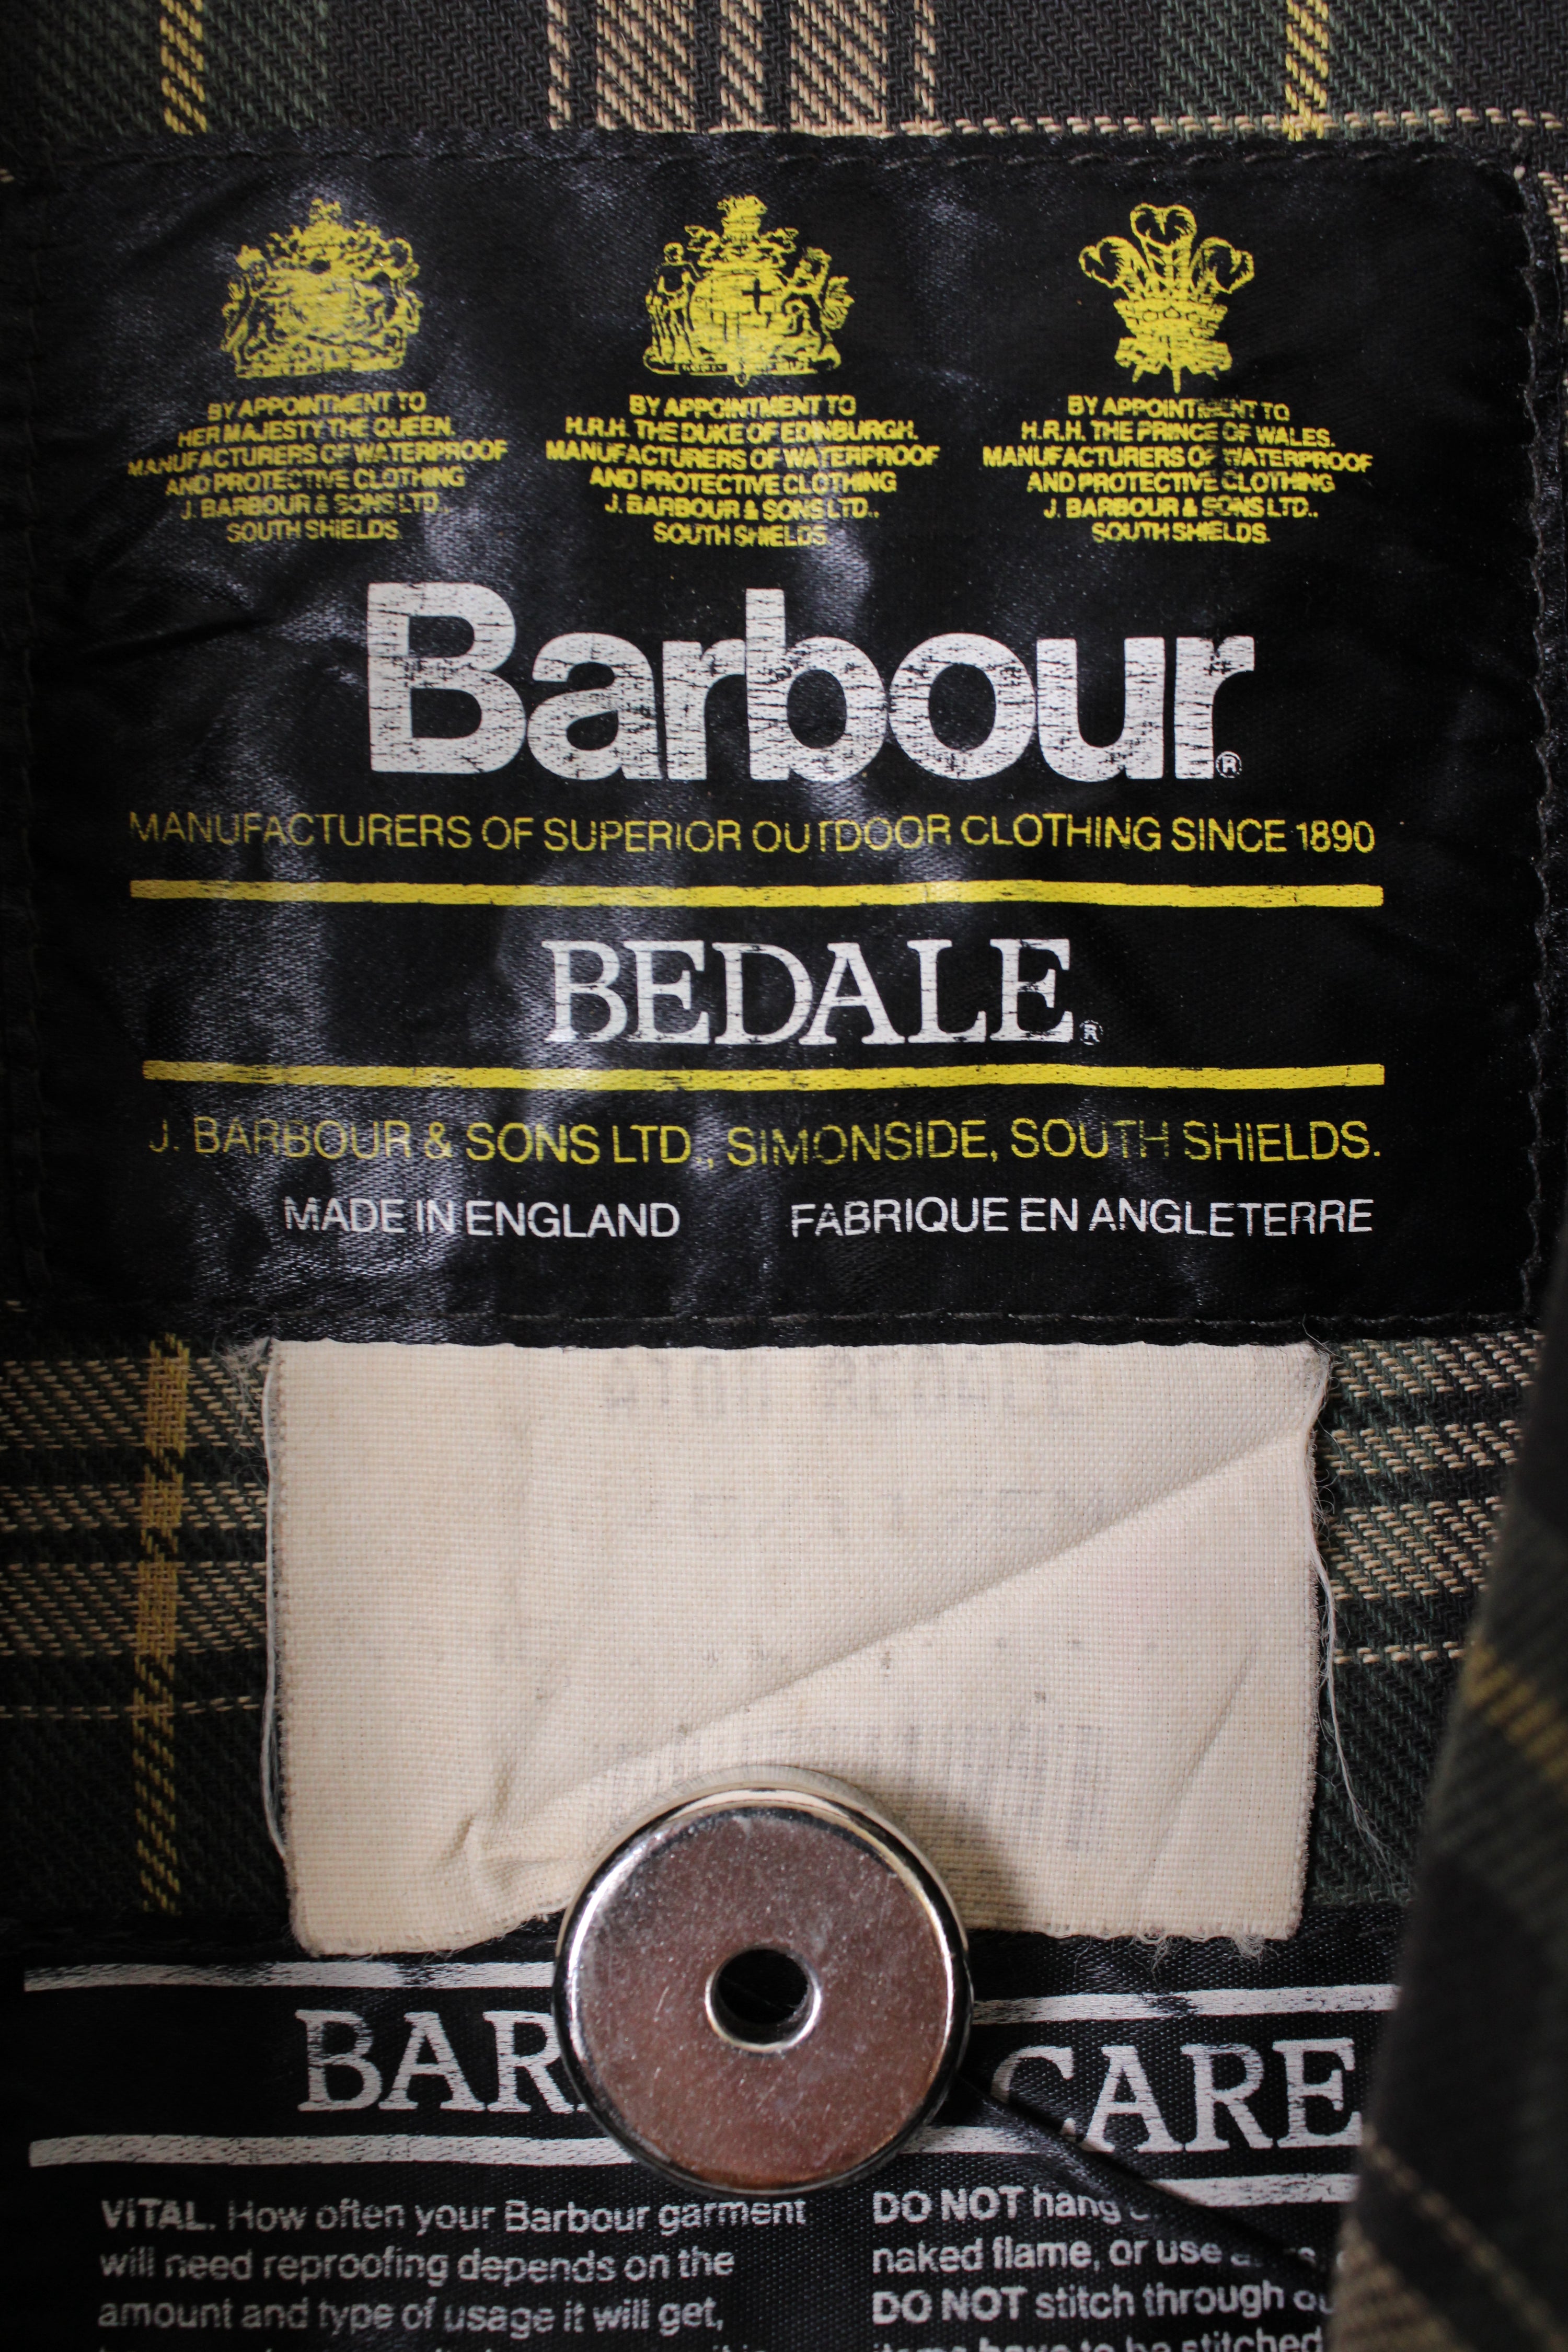 BY APPOINTMENT TO
HER MAJESTY THE QUEEN.
MANUFACTURERS OF WATERPROOF
AND PROTECTIVE CLOTHING
J. BARBOUR & SONS LTD.,
SOUTH SHIELDS.
BY APPOINTMENT TO
H.R.H. THE DUKE OF EDINBURGH.
MANUFACTURERS OF WATERPROOF
AND PROTECTIVE CLOTHING
J. BARBOUR & SONS LTD.,
SOUTH SHIELDS.
BY APPOINTMENT TO
H.R.H. THE PRINCE OF WALES.
MANUFACTURERS OF WATERPROOF
AND PROTECTIVE CLOTHING
J. BARBOUR & SONS LTD.,
SOUTH SHIELDS.
Barbour®
MANUFACTURERS OF SUPERIOR OUTDOOR CLOTHING SINCE 1890
BEDALE®
J. BARBOUR & SONS LTD., SIMONSIDE, SOUTH SHIELDS.
MADE IN ENGLAND FABRIQUE EN ANGLETERRE
BAR CARE
VITAL. How often your Barbour garment
will need reproofing depends on the
amount and type of usage it will get,
DO NOT hang
naked flame, or use
DO NOT stitch through
items have to be stitched